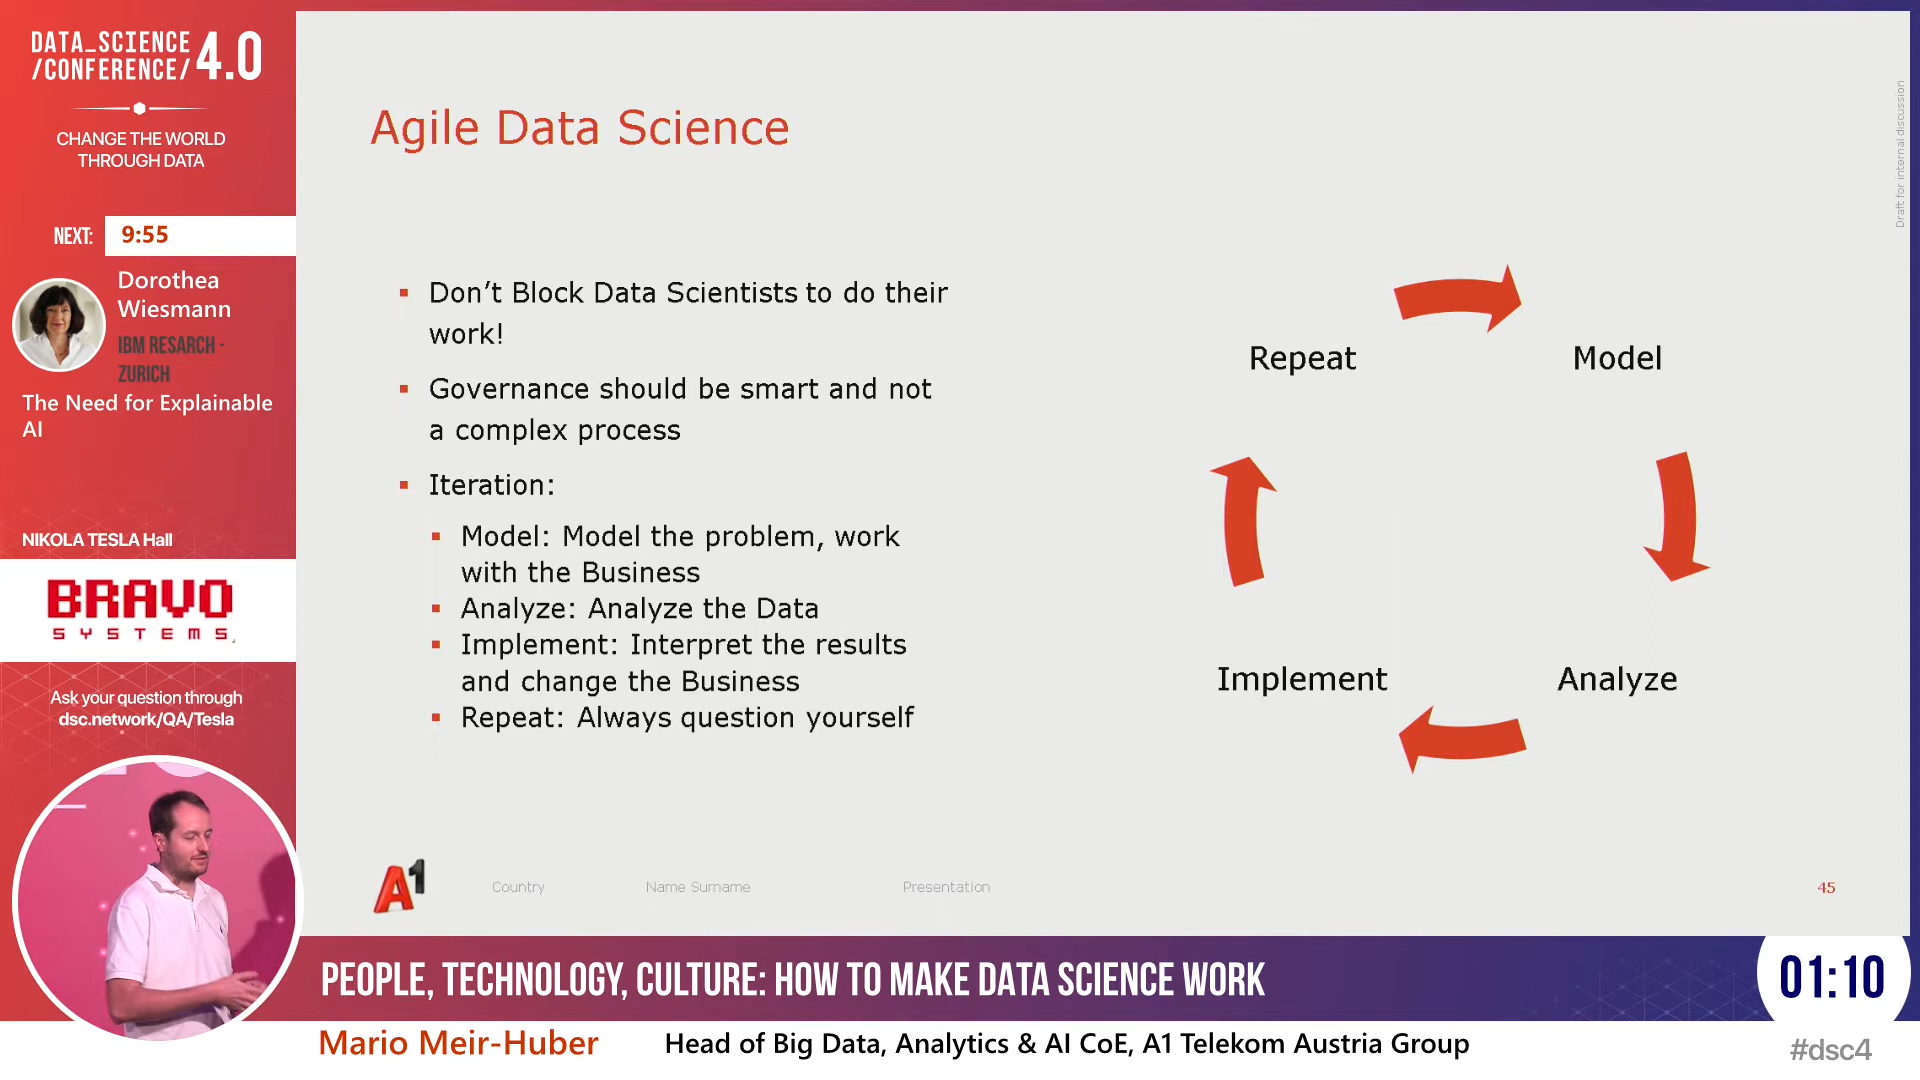 DATA_SCIENCE
/CONFERENCE/ 4.0
CHANGE THE WORLD
THROUGH DATA
NEXT: 9:55
Dorothea
Wiesmann
IBM RESARCH -
ZURICH
The Need for Explainable
AI
NIKOLA TESLA Hall
BRAVO
SYSTEMS
Ask your question through
dsc.network/QA/Tesla
Agile Data Science
Don’t Block Data Scientists to do their
work!
Governance should be smart and not
a complex process
Iteration:
Model: Model the problem, work
with the Business
Analyze: Analyze the Data
Implement: Interpret the results
and change the Business
Repeat: Always question yourself
Repeat
Model
Implement
Analyze
Draft for internal discussion
A1
Country
Name Surname
Presentation
45
PEOPLE, TECHNOLOGY, CULTURE: HOW TO MAKE DATA SCIENCE WORK
01:10
Mario Meir-Huber
Head of Big Data, Analytics & AI CoE, A1 Telekom Austria Group
#dsc4